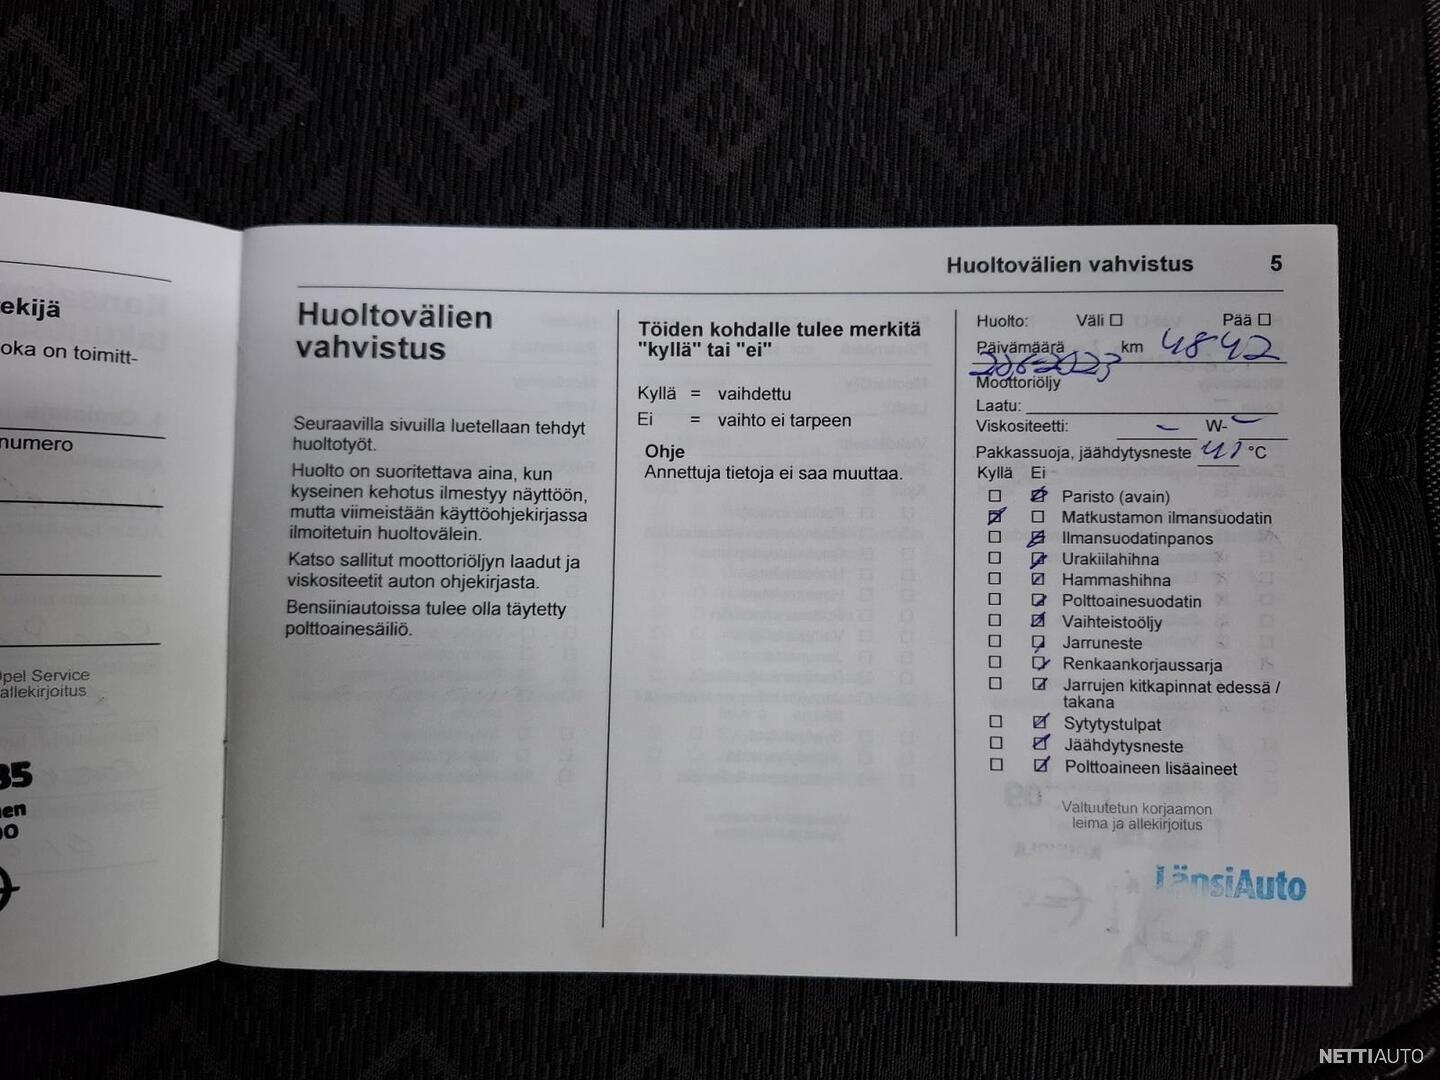 ekijä
oka on toimitt-
numero
Opel Service
allekirjoitus
35
nen
00
Huoltovälien vahvistus 5
Huoltovälien
vahvistus
Seuraavilla sivuilla luetellaan tehdyt
huoltotyöt.
Huolto on suoritettava aina, kun
kyseinen kehotus ilmestyy näyttöön,
mutta viimeistään käyttöohjekirjassa
ilmoitetuin huoltovälein.
Katso sallitut moottoriöljyn laadut ja
viskositeetit auton ohjekirjasta.
Bensiiniautoissa tulee olla täytetty
polttoainesäiliö.
Töiden kohdalle tulee merkitä
"kyllä" tai "ei"
Kyllä = vaihdettu
Ei = vaihto ei tarpeen
Ohje
Annettuja tietoja ei saa muuttaa.
Huolto: Väli ☐ Pää ☐
Päivämäärä km 4842
Moottoriöljy
Laatu:
Viskositeetti: - W- -
Pakkassuoja, jäähdytysneste °C
Kyllä Ei
Paristo (avain)
Matkustamon ilmansuodatin
Ilmansuodatinpanos
Urakiilahihna
Hammashihna
Polttoainesuodatin
Vaihteistoöljy
Jarruneste
Renkaankorjaussarja
Jarrujen kitkapinnat edessä /
takana
Sytytystulpat
Jäähdytysneste
Polttoaineen lisäaineet
Valtuutetun korjaamon
leima ja allekirjoitus
LänsiAuto
NETTIAUTO